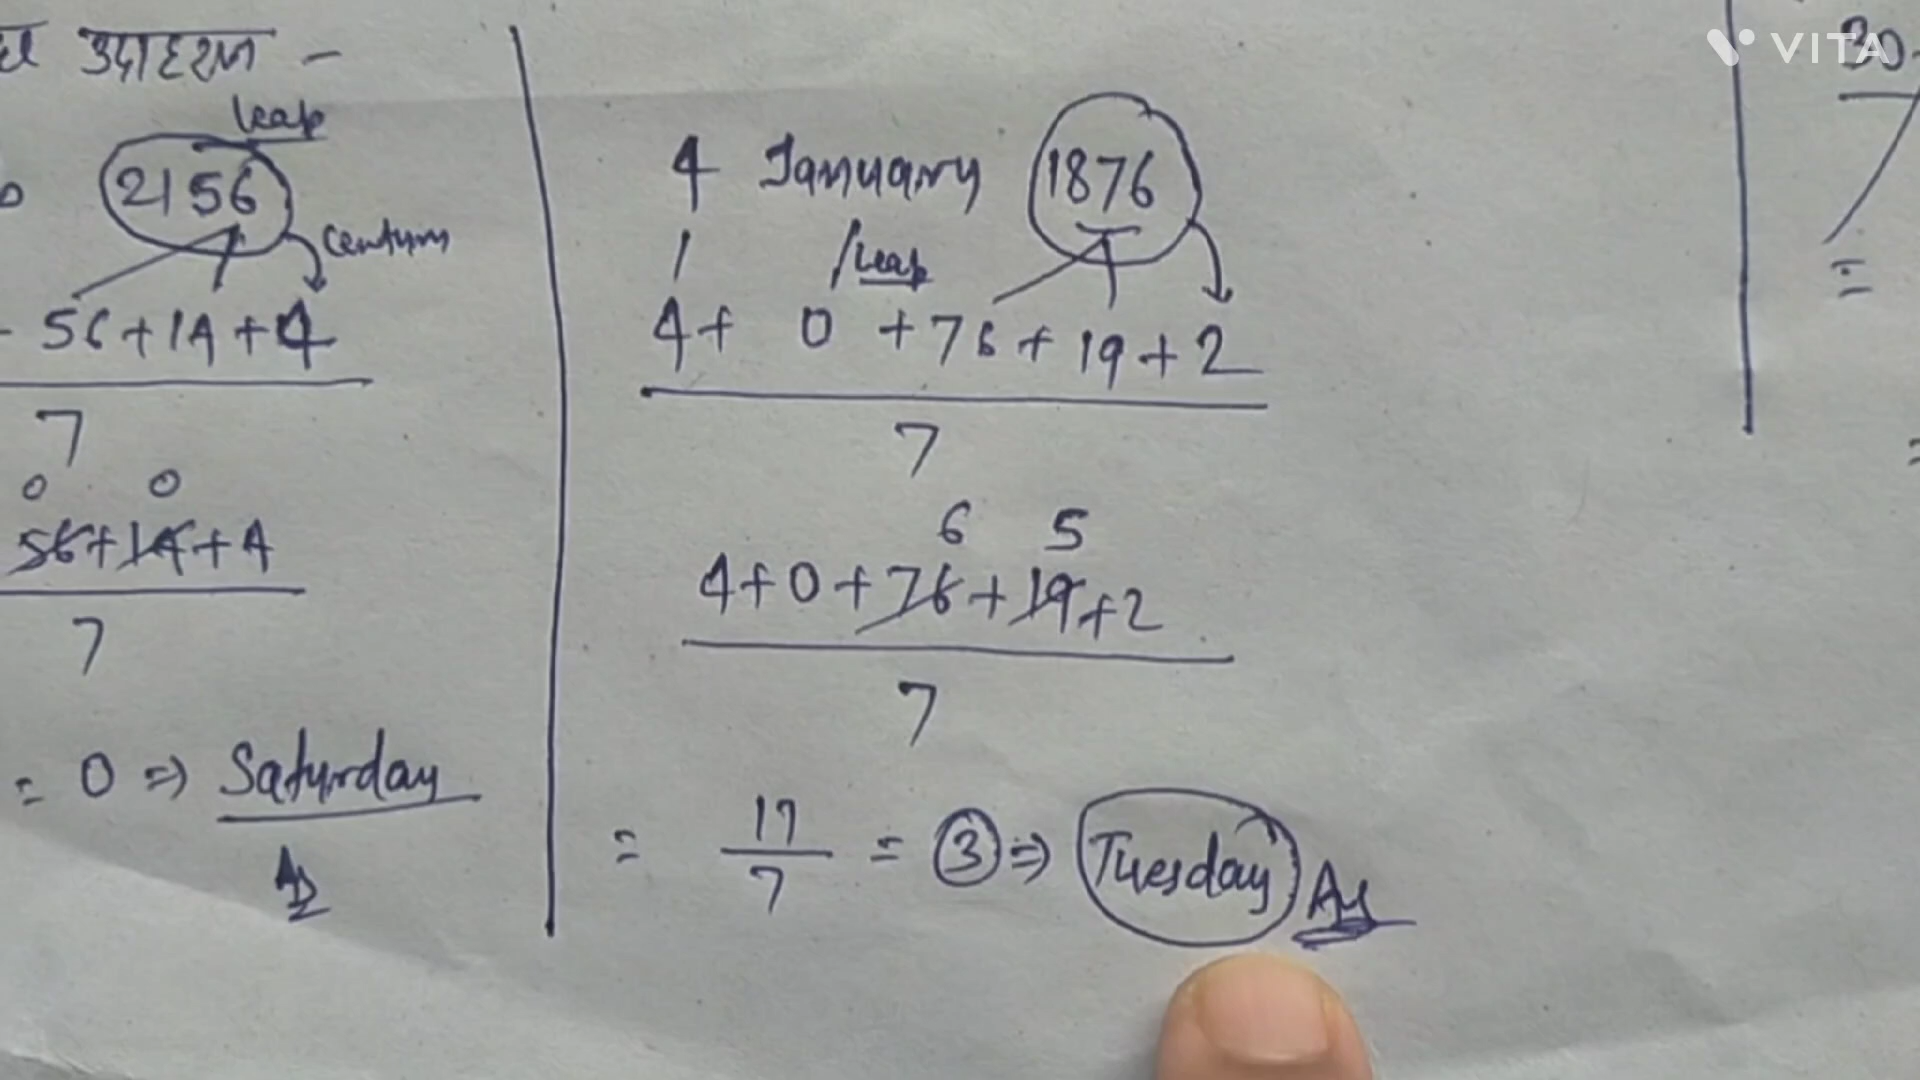 उदाहरण -
leap
2156
century
56+14+4
7
0 0
56+14+4
7
= 0 ⇒ Saturday
4 January 1876
leap
4+ 0 +76+19+2
7
6 5
4+0+76+19+2
7
= 17/7 = 3 ⇒ Tuesday Ans
30
=
VITA